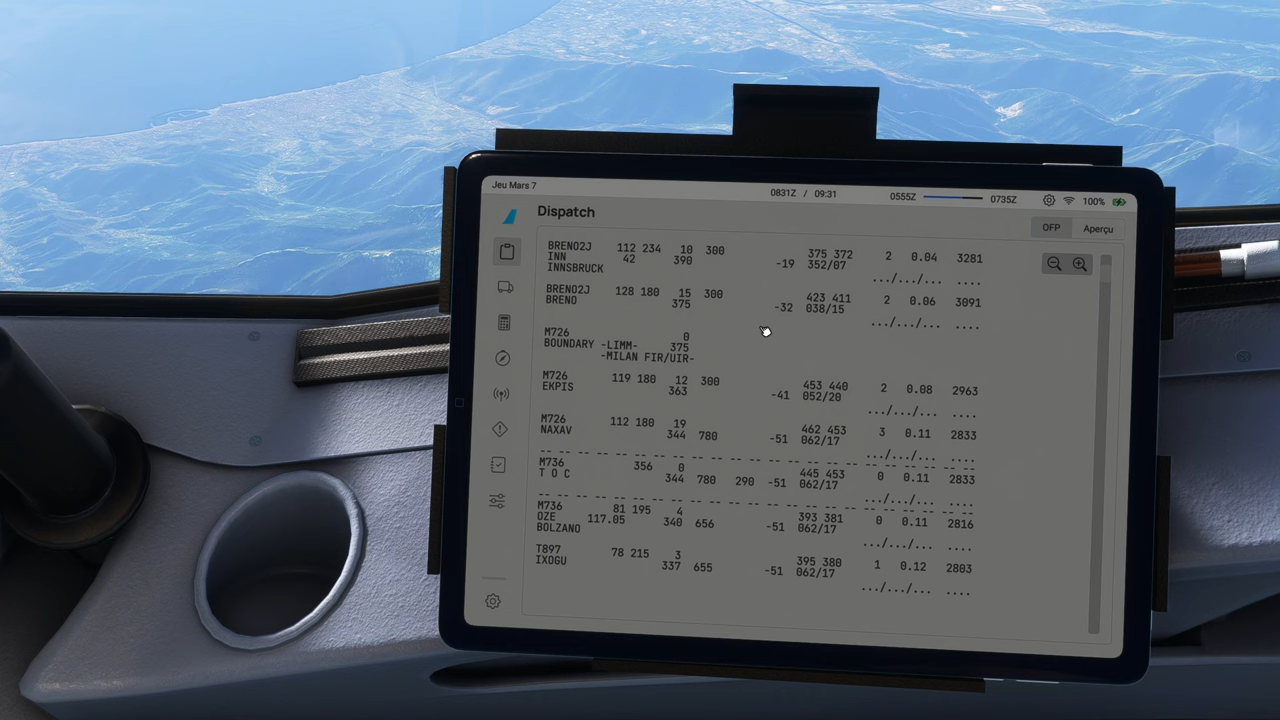 Jeu Mars 7
0831Z / 09:31
0555Z
0735Z
100%
Dispatch
OFP
Aperçu
BRENO2J 112 234 10 300 375 372 2 0.04 3281
INN 42 390 -19 352/07
INNSBRUCK .../.../... ....
BRENO2J 128 180 15 300 423 411 2 0.06 3091
BRENO 375 -32 038/15
.../.../... ....
M726 0
BOUNDARY -LIMM- 375
-MILAN FIR/UIR-
M726 119 180 12 300 453 440 2 0.08 2963
EKPIS 363 -41 052/20
.../.../... ....
M726 112 180 19 462 453 3 0.11 2833
NAXAV 344 780 -51 062/17
.../.../... ....
-- -- -- -- -- -- -- -- -- -- -- -- -- -- -- -- -- --
M736 356 0 445 453 0 0.11 2833
T O C 344 780 290 -51 062/17
.../.../... ....
-- -- -- -- -- -- -- -- -- -- -- -- -- -- -- -- -- --
M736 81 195 4 393 381 0 0.11 2816
OZE 117.05 340 656 -51 062/17
BOLZANO .../.../... ....
T897 78 215 3 395 380 1 0.12 2803
IXOGU 337 655 -51 062/17
.../.../... ....